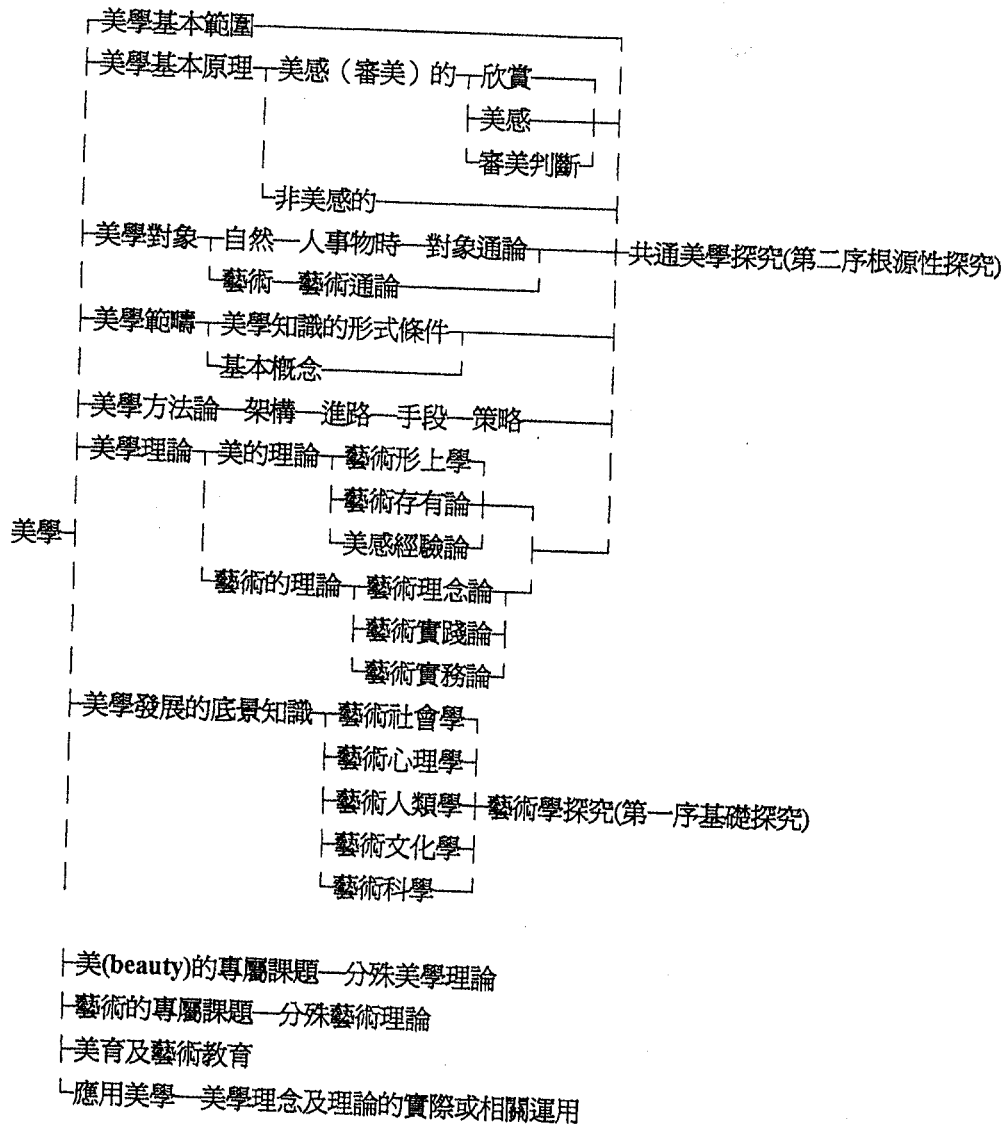 美學基本範圍
美學基本原理 美感（審美）的 欣賞
美感
審美判斷
非美感的
美學對象 自然 人事物時 對象通論 共通美學探究(第二序根源性探究)
藝術 藝術通論
美學範疇 美學知識的形式條件
基本概念
美學方法論 架構 進路 手段 策略
美學理論 美的理論 藝術形上學
藝術存有論
美學
美感經驗論
藝術的理論 藝術理念論
藝術實踐論
藝術實務論
美學發展的底景知識 藝術社會學
藝術心理學
藝術人類學 藝術學探究(第一序基礎探究)
藝術文化學
藝術科學
美(beauty)的專屬課題 分殊美學理論
藝術的專屬課題 分殊藝術理論
美育及藝術教育
應用美學 美學理念及理論的實際或相關運用